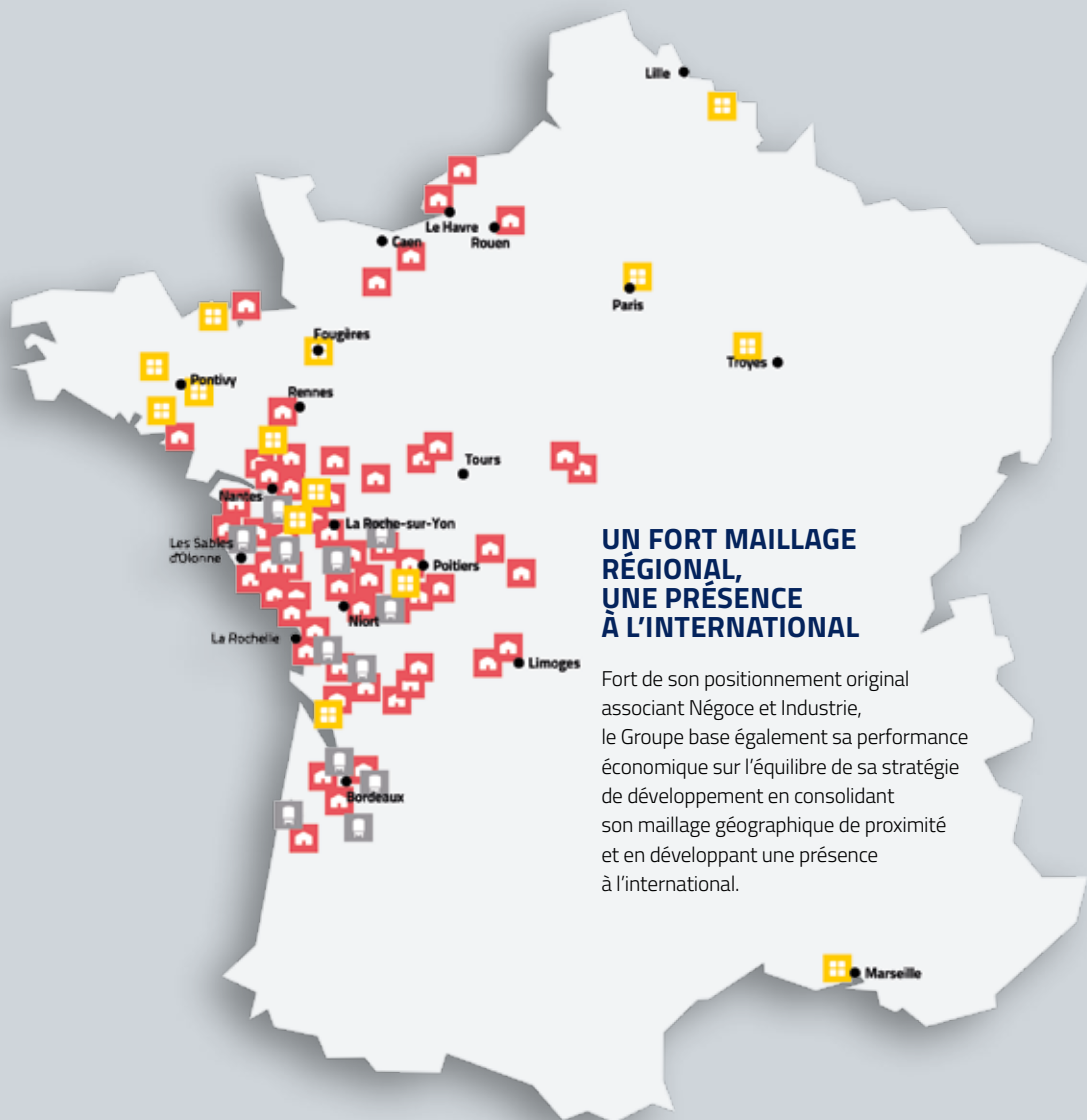 Lille
Le Havre
Caen
Rouen
Paris
Fougères
Troyes
Pontivy
Rennes
Tours
Nantes
La Roche-sur-Yon
Les Sables
d'Olonne
Poitiers
Niort
La Rochelle
Limoges
Bordeaux
Marseille
UN FORT MAILLAGE
RÉGIONAL,
UNE PRÉSENCE
À L'INTERNATIONAL
Fort de son positionnement original
associant Négoce et Industrie,
le Groupe base également sa performance
économique sur l'équilibre de sa stratégie
de développement en consolidant
son maillage géographique de proximité
et en développant une présence
à l'international.